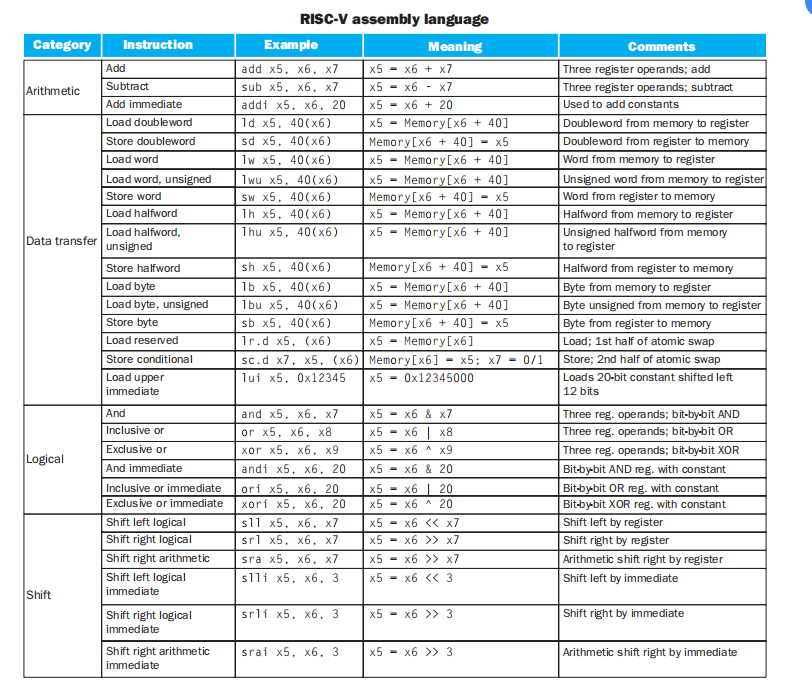 RISC-V assembly language
Category Instruction Example Meaning Comments
Arithmetic
Add add x5, x6, x7 x5 = x6 + x7 Three register operands; add
Subtract sub x5, x6, x7 x5 = x6 - x7 Three register operands; subtract
Add immediate addi x5, x6, 20 x5 = x6 + 20 Used to add constants
Data transfer
Load doubleword ld x5, 40(x6) x5 = Memory[x6 + 40] Doubleword from memory to register
Store doubleword sd x5, 40(x6) Memory[x6 + 40] = x5 Doubleword from register to memory
Load word lw x5, 40(x6) x5 = Memory[x6 + 40] Word from memory to register
Load word, unsigned lwu x5, 40(x6) x5 = Memory[x6 + 40] Unsigned word from memory to register
Store word sw x5, 40(x6) Memory[x6 + 40] = x5 Word from register to memory
Load halfword lh x5, 40(x6) x5 = Memory[x6 + 40] Halfword from memory to register
Load halfword, lhu x5, 40(x6) x5 = Memory[x6 + 40] Unsigned halfword from memory
unsigned to register
Store halfword sh x5, 40(x6) Memory[x6 + 40] = x5 Halfword from register to memory
Load byte lb x5, 40(x6) x5 = Memory[x6 + 40] Byte from memory to register
Load byte, unsigned lbu x5, 40(x6) x5 = Memory[x6 + 40] Byte unsigned from memory to register
Store byte sb x5, 40(x6) Memory[x6 + 40] = x5 Byte from register to memory
Load reserved lr.d x5, (x6) x5 = Memory[x6] Load; 1st half of atomic swap
Store conditional sc.d x7, x5, (x6) Memory[x6] = x5; x7 = 0/1 Store; 2nd half of atomic swap
Load upper lui x5, 0x12345 x5 = 0x12345000 Loads 20-bit constant shifted left
immediate 12 bits
Logical
And and x5, x6, x7 x5 = x6 & x7 Three reg. operands; bit-by-bit AND
Inclusive or or x5, x6, x8 x5 = x6 | x8 Three reg. operands; bit-by-bit OR
Exclusive or xor x5, x6, x9 x5 = x6 ^ x9 Three reg. operands; bit-by-bit XOR
And immediate andi x5, x6, 20 x5 = x6 & 20 Bit-by-bit AND reg. with constant
Inclusive or immediate ori x5, x6, 20 x5 = x6 | 20 Bit-by-bit OR reg. with constant
Exclusive or immediate xori x5, x6, 20 x5 = x6 ^ 20 Bit-by-bit XOR reg. with constant
Shift
Shift left logical sll x5, x6, x7 x5 = x6 << x7 Shift left by register
Shift right logical srl x5, x6, x7 x5 = x6 >> x7 Shift right by register
Shift right arithmetic sra x5, x6, x7 x5 = x6 >> x7 Arithmetic shift right by register
Shift left logical slli x5, x6, 3 x5 = x6 << 3 Shift left by immediate
immediate
Shift right logical srli x5, x6, 3 x5 = x6 >> 3 Shift right by immediate
immediate
Shift right arithmetic srai x5, x6, 3 x5 = x6 >> 3 Arithmetic shift right by immediate
immediate